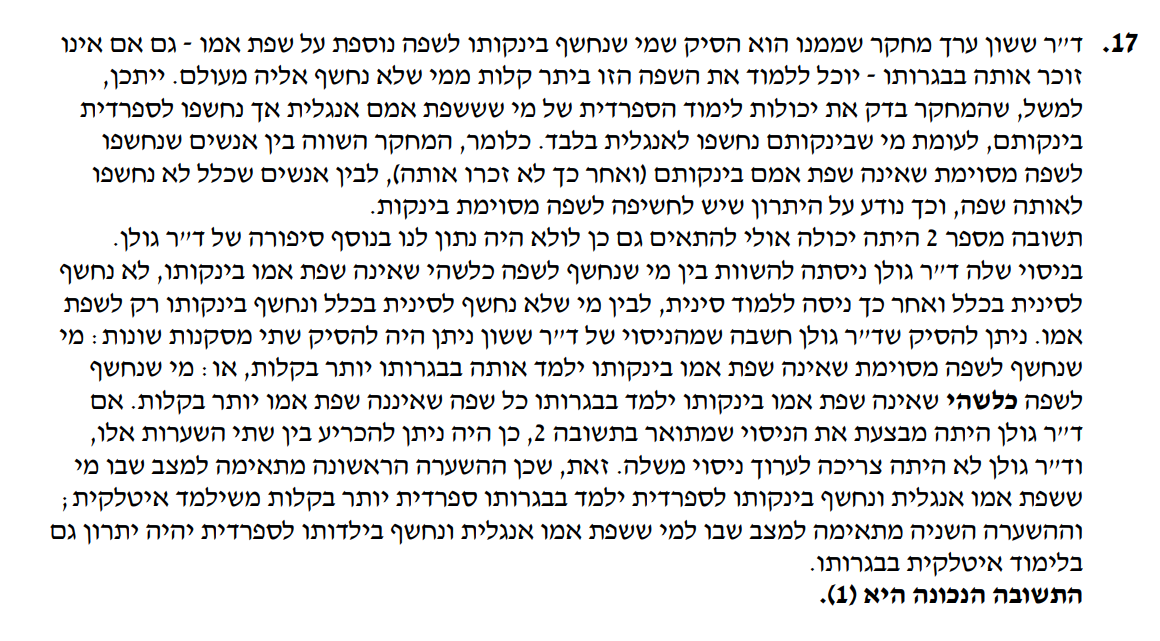 17. ד״ר ששון ערך מחקר שממנו הוא הסיק שמי שנחשף בינקותו לשפה נוספת על שפת אמו - גם אם אינו
זוכר אותה בבגרותו - יוכל ללמוד את השפה הזו ביתר קלות ממי שלא נחשף אליה מעולם. ייתכן,
למשל, שהמחקר בדק את יכולות לימוד הספרדית של מי ששפת אמם אנגלית אך נחשפו לספרדית
בינקותם, לעומת מי שבינקותם נחשפו לאנגלית בלבד. כלומר, המחקר השווה בין אנשים שנחשפו
לשפה מסוימת שאינה שפת אמם בינקותם (ואחר כך לא זכרו אותה), לבין אנשים שכלל לא נחשפו
לאותה שפה, וכך נודע על היתרון שיש לחשיפה לשפה מסוימת בינקות.
תשובה מספר 2 היתה יכולה אולי להתאים גם כן לולא היה נתון לנו בנוסף סיפורה של ד״ר גולן.
בניסוי שלה ד״ר גולן ניסתה להשוות בין מי שנחשף לשפה כלשהי שאינה שפת אמו בינקותו, לא נחשף
לסינית בכלל ואחר כך ניסה ללמוד סינית, לבין מי שלא נחשף לסינית בכלל ונחשף בינקותו רק לשפת
אמו. ניתן להסיק שד״ר גולן חשבה שמהניסוי של ד״ר ששון ניתן היה להסיק שתי מסקנות שונות: מי
שנחשף לשפה מסוימת שאינה שפת אמו בינקותו ילמד אותה בבגרותו יותר בקלות, או: מי שנחשף
לשפה כלשהי שאינה שפת אמו בינקותו ילמד בבגרותו כל שפה שאיננה שפת אמו יותר בקלות. אם
ד״ר גולן היתה מבצעת את הניסוי שמתואר בתשובה 2, כן היה ניתן להכריע בין שתי השערות אלו,
וד״ר גולן לא היתה צריכה לערוך ניסוי משלה. זאת, שכן ההשערה הראשונה מתאימה למצב שבו מי
ששפת אמו אנגלית ונחשף בינקותו לספרדית ילמד בבגרותו ספרדית יותר בקלות משילמד איטלקית;
וההשערה השניה מתאימה למצב שבו למי ששפת אמו אנגלית ונחשף בילדותו לספרדית יהיה יתרון גם
בלימוד איטלקית בבגרותו.
התשובה הנכונה היא (1).